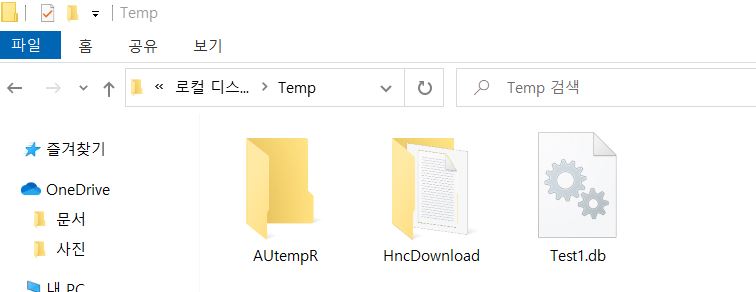 Temp
파일 홈 공유 보기
« 로컬 디스... > Temp
Temp 검색
즐겨찾기
OneDrive
문서
사진
내 PC
AUtempR HncDownload Test1.db